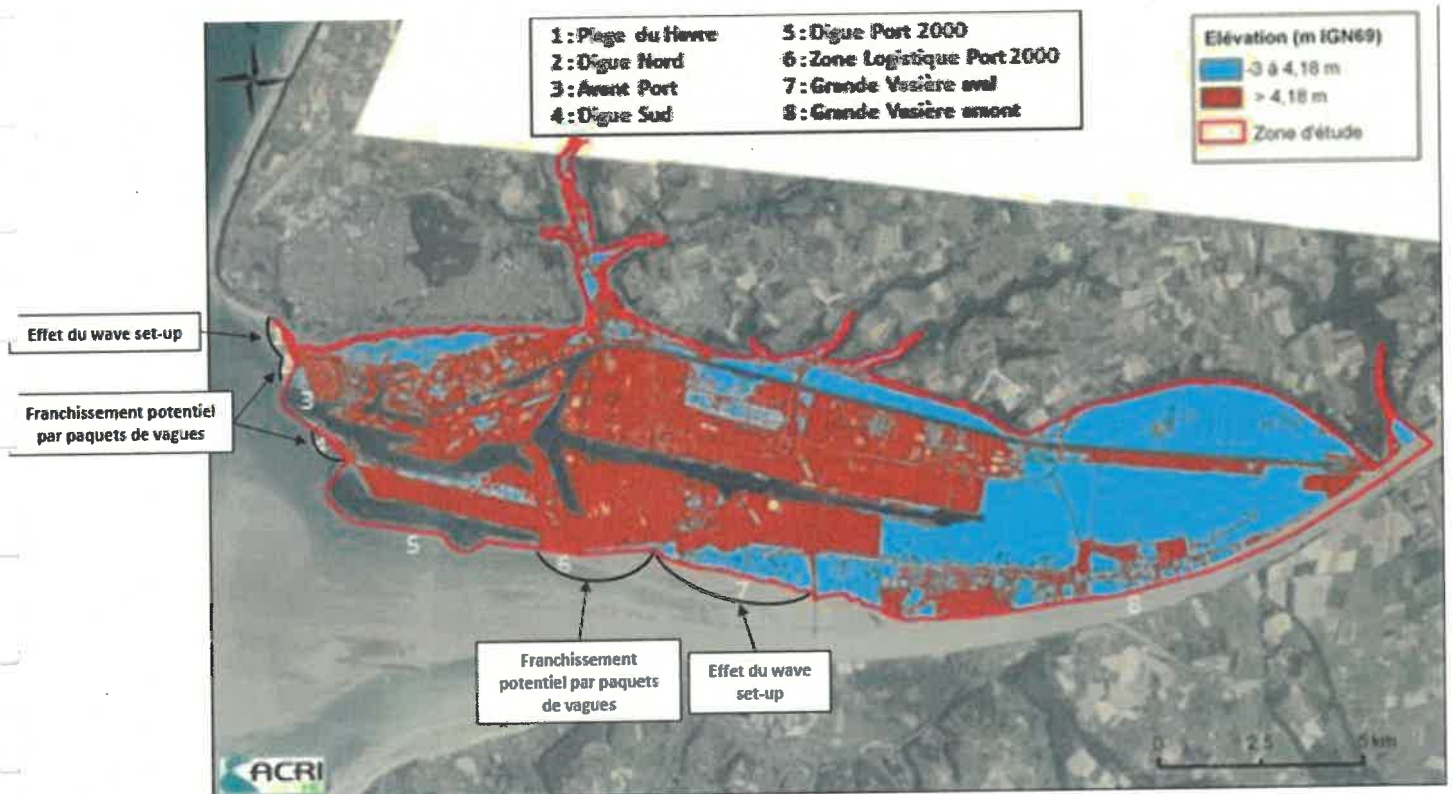 1 : Plage du Havre
2 : Digue Nord
3 : Avant Port
4 : Digue Sud
5 : Digue Port 2000
6 : Zone Logistique Port 2000
7 : Grande Vasière aval
8 : Grande Vasière amont
Elévation (m IGN69)
-3 à 4,18 m
> 4,18 m
Zone d'étude
Effet du wave set-up
Franchissement potentiel
par paquets de vagues
3
5
6
7
8
Franchissement
potentiel par paquets
de vagues
Effet du wave
set-up
0 2,5 5 km
ACRI